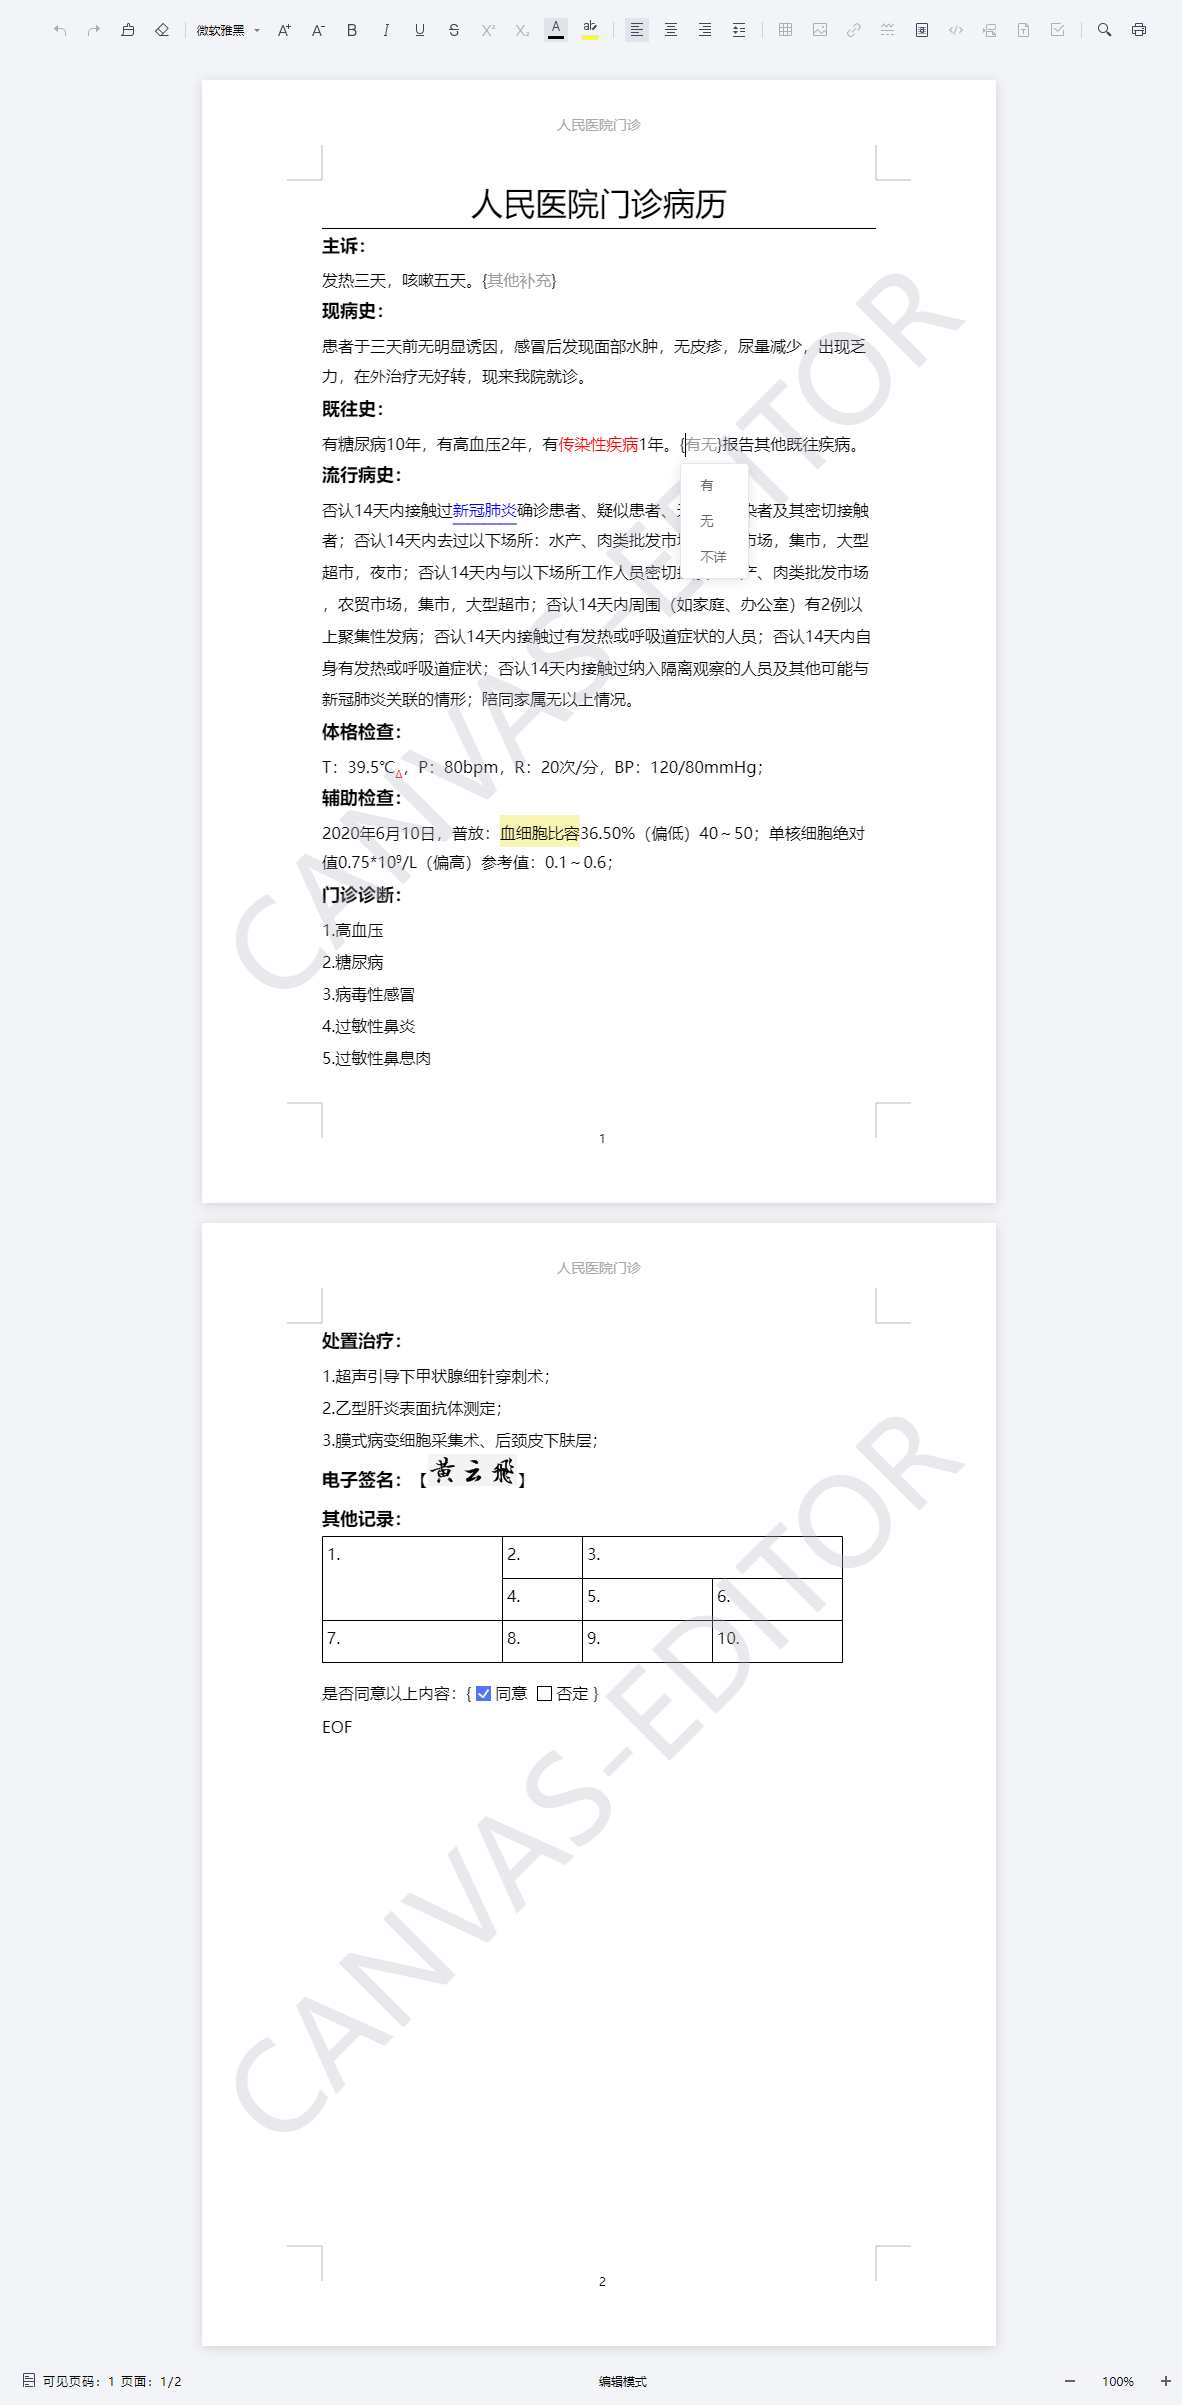 微软雅黑
人民医院门诊
人民医院门诊病历
主诉：
发热三天，咳嗽五天。{其他补充}
现病史：
患者于三天前无明显诱因，感冒后发现面部水肿，无皮疹，尿量减少，出现乏
力，在外治疗无好转，现来我院就诊。
既往史：
有糖尿病10年，有高血压2年，有传染性疾病1年。{有无}报告其他既往疾病。
有
无
不详
流行病史：
否认14天内接触过新冠肺炎确诊患者、疑似患者、染者及其密切接触
者；否认14天内去过以下场所：水产、肉类批发市场，集市，大型
超市，夜市；否认14天内与以下场所工作人员密切、肉类批发市场
，农贸市场，集市，大型超市；否认14天内周围（如家庭、办公室）有2例以
上聚集性发病；否认14天内接触过有发热或呼吸道症状的人员；否认14天内自
身有发热或呼吸道症状；否认14天内接触过纳入隔离观察的人员及其他可能与
新冠肺炎关联的情形；陪同家属无以上情况。
体格检查：
T：39.5℃Δ，P：80bpm，R：20次/分，BP：120/80mmHg；
辅助检查：
2020年6月10日，普放：血细胞比容36.50%（偏低）40～50；单核细胞绝对
值0.75*10⁹/L（偏高）参考值：0.1～0.6；
门诊诊断：
1.高血压
2.糖尿病
3.病毒性感冒
4.过敏性鼻炎
5.过敏性鼻息肉
CANVAS-EDITOR
1
人民医院门诊
处置治疗：
1.超声引导下甲状腺细针穿刺术；
2.乙型肝炎表面抗体测定；
3.膜式病变细胞采集术、后颈皮下肤层；
电子签名：【黄云飛】
其他记录：
1. 2. 3.
4. 5. 6.
7. 8. 9. 10.
是否同意以上内容：{ 同意 否定 }
EOF
CANVAS-EDITOR
2
可见页码：1 页面：1/2 编辑模式 100%